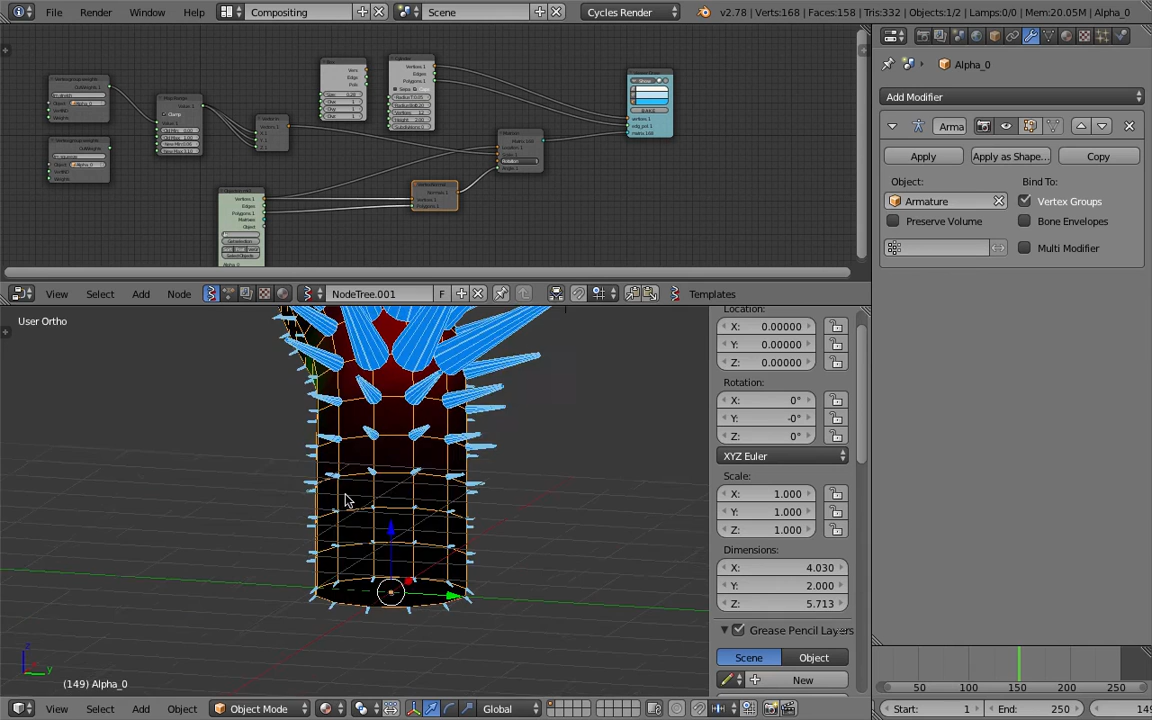 File Render Window Help Compositing Scene Cycles Render v2.78 | Verts:168 | Faces:158 | Tris:332 | Objects:1/2 | Lamps:0/0 | Mem:20.05M | Alpha_0
Alpha_0
Add Modifier
Arma
Apply Apply as Shape... Copy
Object: Bind To:
Armature Vertex Groups
Preserve Volume Bone Envelopes
Multi Modifier
View Select Add Node NodeTree.001 F Templates
User Ortho
Location:
X: 0.00000
Y: 0.00000
Z: 0.00000
Rotation:
X: 0°
Y: -0°
Z: 0°
XYZ Euler
Scale:
X: 1.000
Y: 1.000
Z: 1.000
Dimensions:
X: 4.030
Y: 2.000
Z: 5.713
Grease Pencil Layers
Scene Object
New
z
y
(149) Alpha_0
50 100 150 200 250
View Select Add Object Object Mode Global
Start: 1 End: 250 149